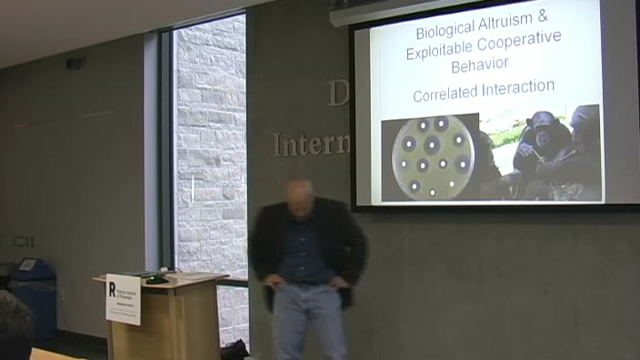 Biological Altruism &
Exploitable Cooperative
Behavior
Correlated Interaction
D
Intern
R